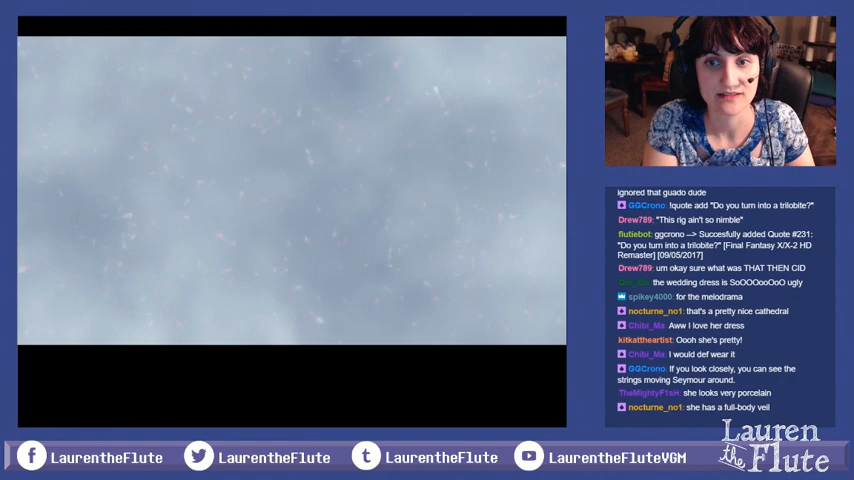 ignored that guado dude
GGCrono: !quote add "Do you turn into a trilobite?"
Drew789: "This rig ain't so nimble"
flutiebot: ggcrono --> Succesfully added Quote #231:
"Do you turn into a trilobite?" [Final Fantasy X/X-2 HD
Remaster] [09/05/2017]
Drew789: um okay sure what was THAT THEN CID
the wedding dress is SoOOOooOoO ugly
spikey4000: for the melodrama
nocturne_no1: that's a pretty nice cathedral
Chibi_Ma: Aww I love her dress
kitkattheartist: Oooh she's pretty!
Chibi_Ma: I would def wear it
GGCrono: If you look closely, you can see the
strings moving Seymour around.
TheMightyF1sH: she looks very porcelain
nocturne_no1: she has a full-body veil
Lauren
the Flute
f LaurentheFlute
LaurentheFlute
t LaurentheFlute
LaurentheFluteVGM